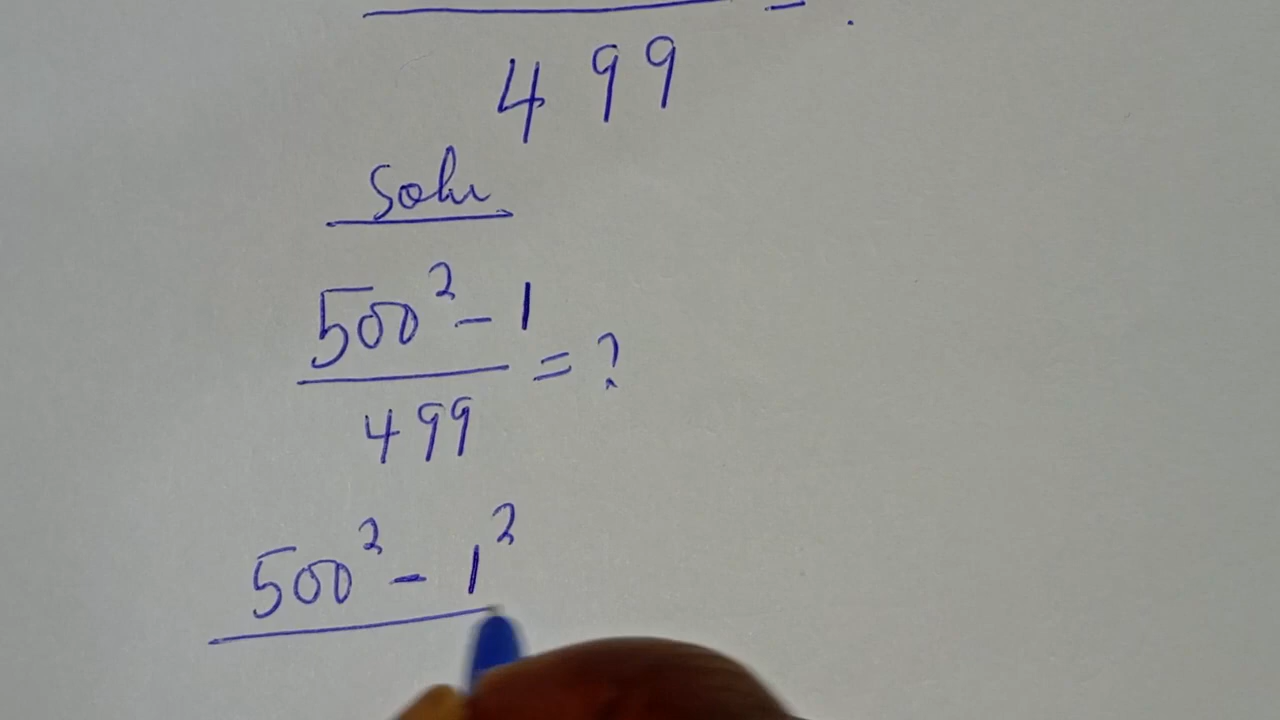 = .
499
Soln
500² - 1
= ?
499
500² - 1²